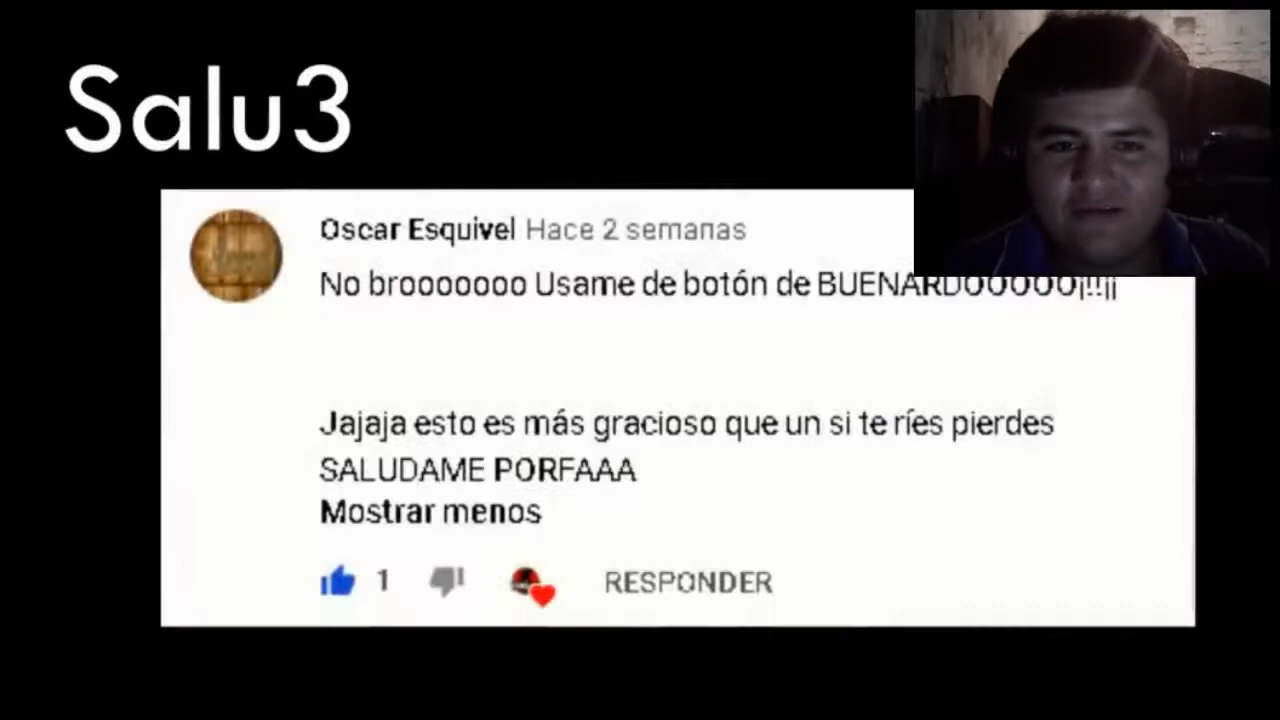 Salu3
Oscar Esquivel Hace 2 semanas
No brooooooo Usame de botón de BUENARDOOOOO¡!!¡¡
Jajaja esto es más gracioso que un si te ríes pierdes
SALUDAME PORFAAA
Mostrar menos
1
RESPONDER